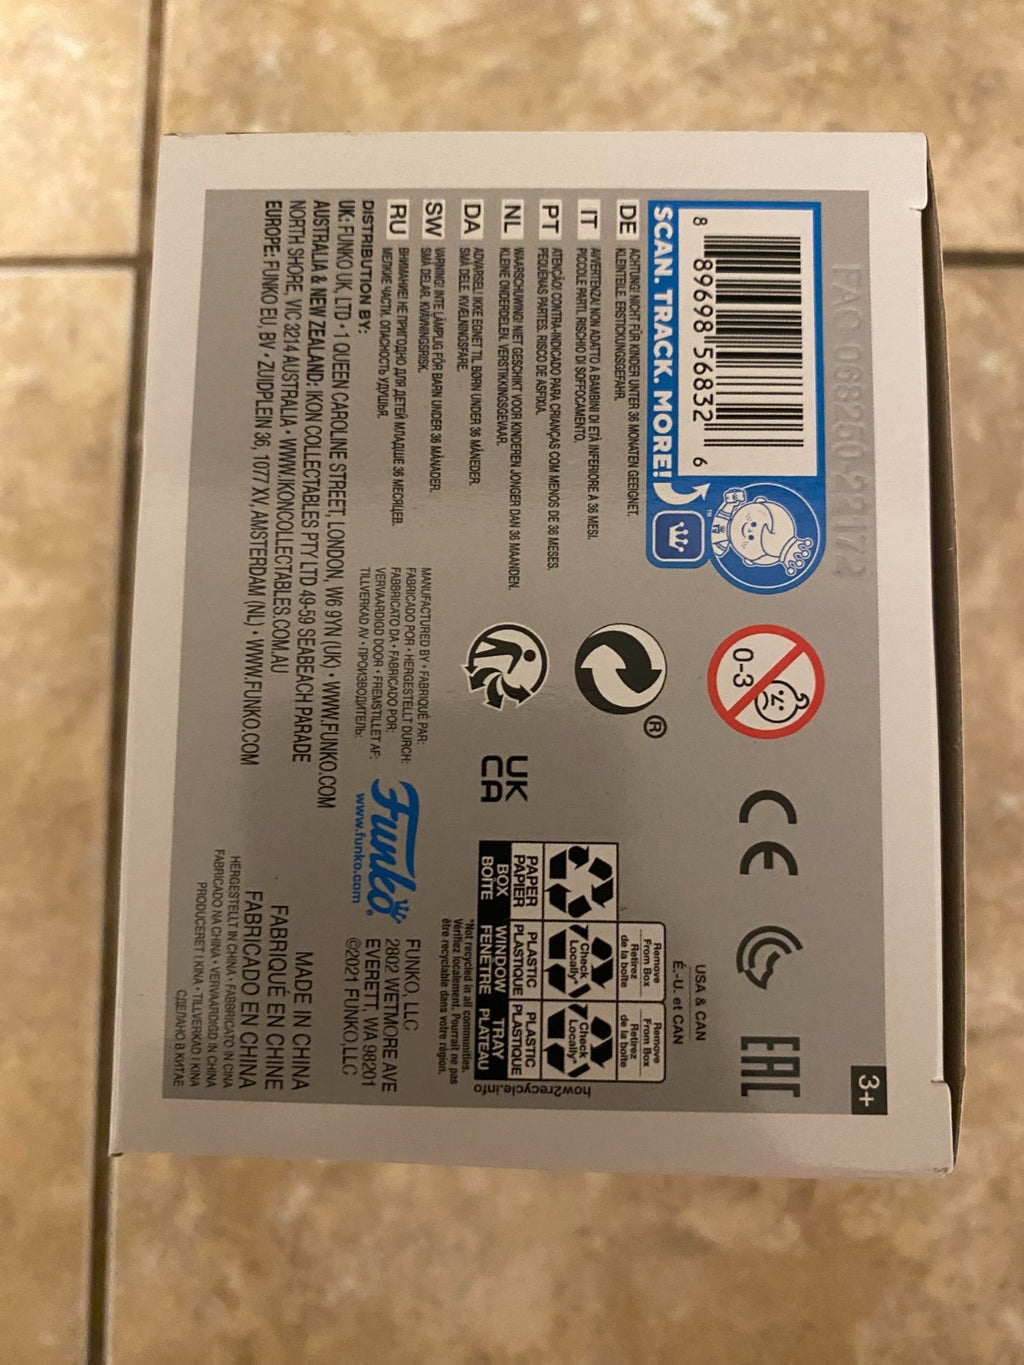 FAC-068250-22172
8 89698 56832 6
SCAN. TRACK. MORE!
™
0-3
3+
DE ACHTUNG! NICHT FÜR KINDER UNTER 36 MONATEN GEEIGNET.
KLEINTEILE. ERSTICKUNGSGEFAHR.
IT AVVERTENZA! NON ADATTO A BAMBINI DI ETÀ INFERIORE A 36 MESI.
PICCOLE PARTI. RISCHIO DI SOFFOCAMENTO.
PT ATENÇÃO! CONTRA-INDICADO PARA CRIANÇAS COM MENOS DE 36 MESES.
PEQUENAS PARTES. RISCO DE ASFIXIA.
NL WAARSCHUWING! NIET GESCHIKT VOOR KINDEREN JONGER DAN 36 MAANDEN.
KLEINE ONDERDELEN. VERSTIKKINGSGEVAAR.
DA ADVARSEL! IKKE EGNET TIL BØRN UNDER 36 MÅNEDER.
SMÅ DELE. KVÆLNINGSFARE.
SW VARNING! INTE LÄMPLIG FÖR BARN UNDER 36 MÅNADER.
SMÅ DELAR. KVÄVNINGSRISK.
RU ВНИМАНИЕ! НЕ ПРИГОДНО ДЛЯ ДЕТЕЙ МЛАДШЕ 36 МЕСЯЦЕВ.
МЕЛКИЕ ЧАСТИ. ОПАСНОСТЬ УДУШЬЯ.
CE
EAC
®
UK
CA
USA & CAN
É.-U. et CAN
Remove From Box
Retirez de la boîte
Remove From Box
Retirez de la boîte
Check Locally*
Check Locally*
PAPER PAPIER
PLASTIC PLASTIQUE
PLASTIC PLASTIQUE
BOX BOÎTE
WINDOW FENÊTRE
TRAY PLATEAU
how2recycle.info
*Not recycled in all communities.
Vérifiez localement. Pourrait ne pas
être recyclable dans votre région.
DISTRIBUTION BY:
UK: FUNKO UK, LTD • 1 QUEEN CAROLINE STREET, LONDON, W6 9YN (UK) • WWW.FUNKO.COM
AUSTRALIA & NEW ZEALAND: IKON COLLECTABLES PTY LTD 49-59 SEABEACH PARADE
NORTH SHORE, VIC 3214 AUSTRALIA • WWW.IKONCOLLECTABLES.COM.AU
EUROPE: FUNKO EU, BV • ZUIDPLEIN 36, 1077 XV, AMSTERDAM (NL) • WWW.FUNKO.COM
MANUFACTURED BY • FABRIQUÉ PAR:
FABRICADO POR • HERGESTELLT DURCH:
FABBRICATO DA • FABRICADO POR:
VERVAARDIGD DOOR • FREMSTILLET AF:
TILLVERKAD AV • ПРОИЗВОДИТЕЛЬ:
Funko®
www.funko.com
FUNKO, LLC
2802 WETMORE AVE
EVERETT, WA 98201
©2021 FUNKO,LLC
MADE IN CHINA
FABRIQUÉ EN CHINE
FABRICADO EN CHINA
HERGESTELLT IN CHINA • FABBRICATO IN CINA
FABRICADO NA CHINA • VERVAARDIGD IN CHINA
PRODUCERET I KINA • TILLVERKAD I KINA
СДЕЛАНО В КИТАЕ